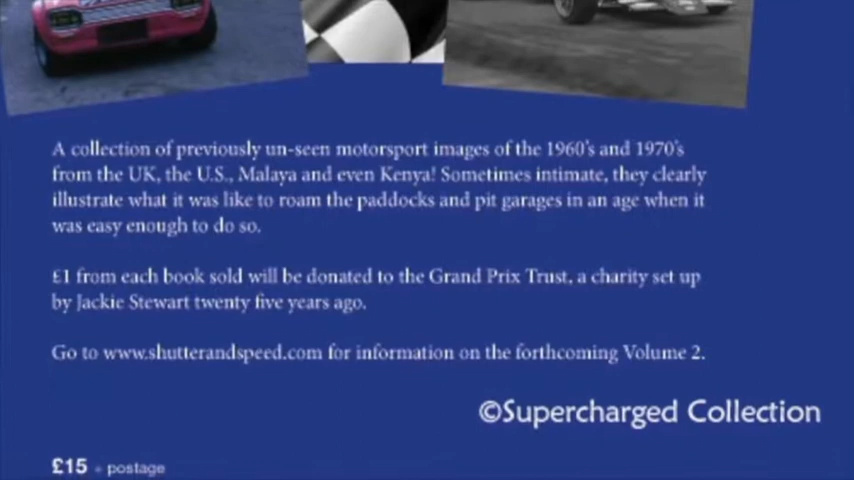 A collection of previously un-seen motorsport images of the 1960's and 1970's
from the UK, the U.S., Malaya and even Kenya! Sometimes intimate, they clearly
illustrate what it was like to roam the paddocks and pit garages in an age when it
was easy enough to do so.
£1 from each book sold will be donated to the Grand Prix Trust, a charity set up
by Jackie Stewart twenty five years ago.
Go to www.shutterandspeed.com for information on the forthcoming Volume 2.
©Supercharged Collection
£15 + postage